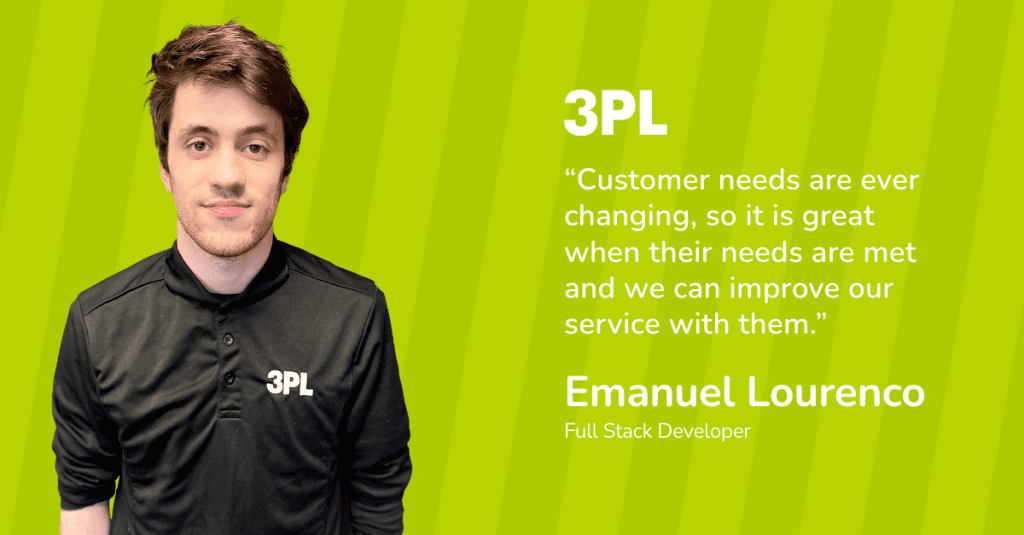 3PL
“Customer needs are ever
changing, so it is great
when their needs are met
and we can improve our
service with them.”
Emanuel Lourenco
Full Stack Developer
3PL